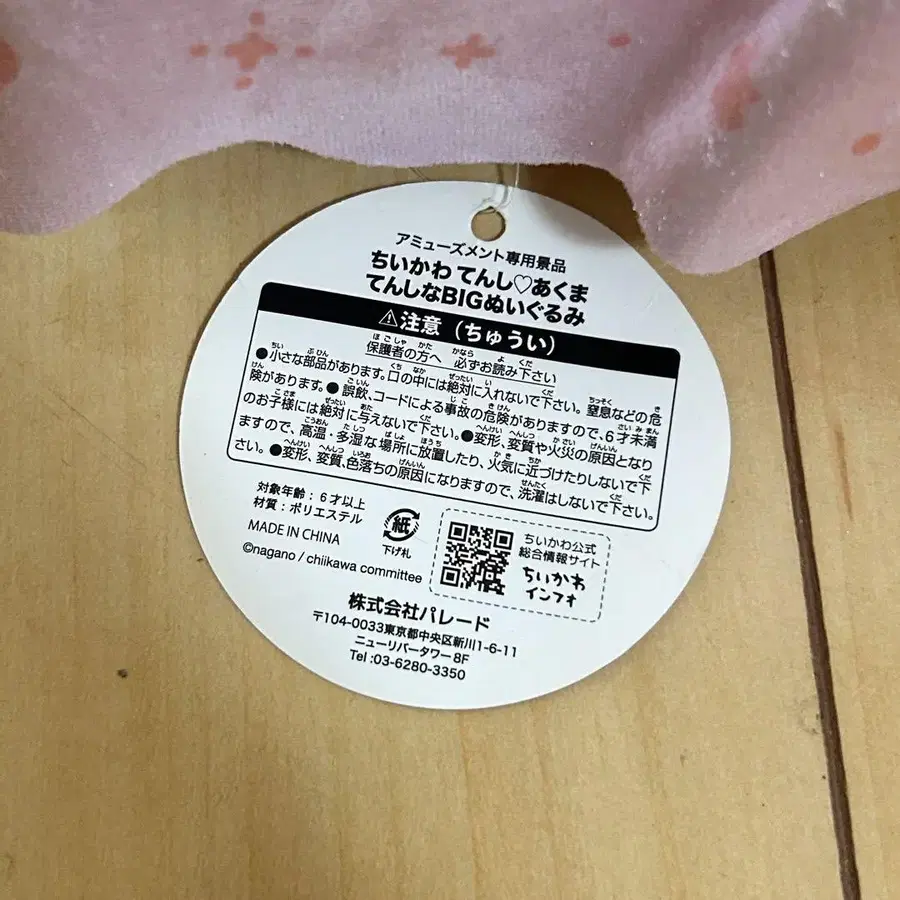 アミューズメント専用景品
ちいかわ てんし♡あくま
てんしなBIGぬいぐるみ
⚠注意（ちゅうい）
保護者の方へ 必ずお読み下さい
●小さな部品があります。口の中には絶対に入れないで下さい。窒息などの危
険があります。●誤飲、コードによる事故の危険がありますので、6才未満
のお子様には絶対に与えないで下さい。●変形、変質や火災の原因となり
ますので、高温・多湿な場所に放置したり、火気に近づけたりしないで下
さい。●変形、変質、色落ちの原因になりますので、洗濯はしないで下さい。
対象年齢：6才以上
材質：ポリエステル
MADE IN CHINA
©nagano / chiikawa committee
紙
下げ札
ちいかわ公式
総合情報サイト
ちいかわ
インフォ
株式会社パレード
〒104-0033東京都中央区新川1-6-11
ニューリバータワー8F
Tel :03-6280-3350